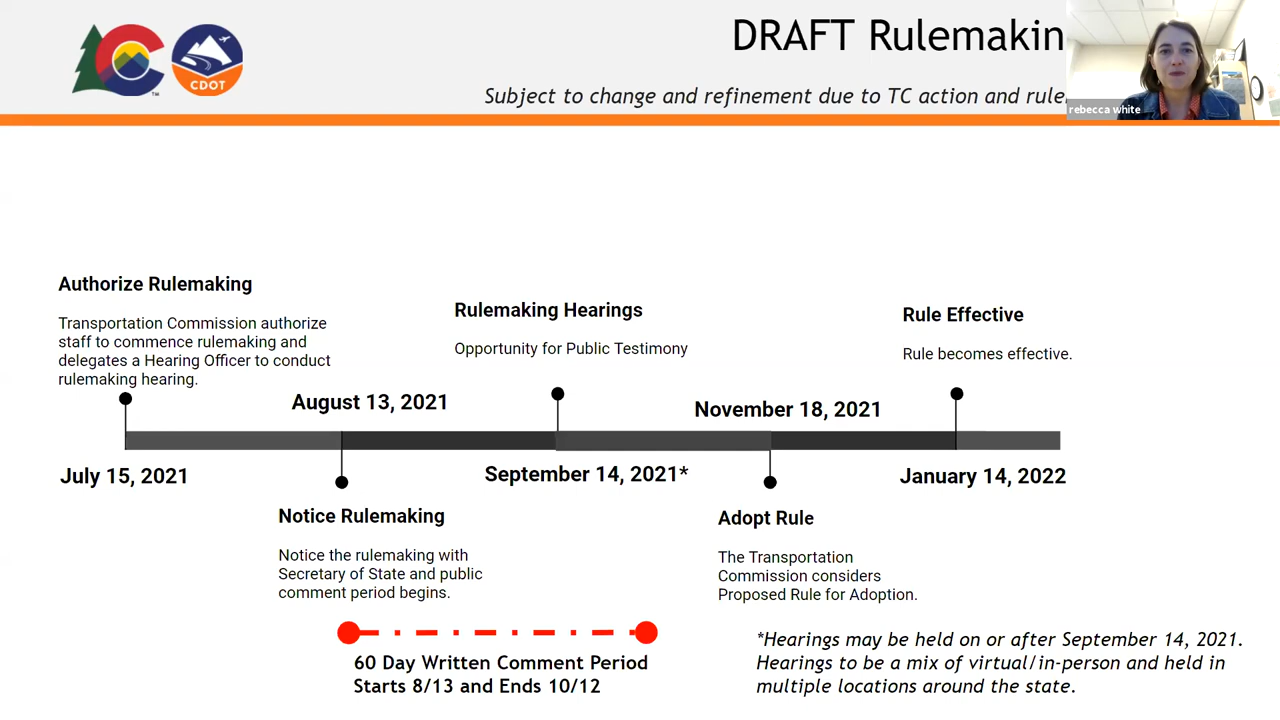 DRAFT Rulemakin
Subject to change and refinement due to TC action and rule
rebecca white
CDOT
TM
Authorize Rulemaking
Transportation Commission authorize
staff to commence rulemaking and
delegates a Hearing Officer to conduct
rulemaking hearing.
Rulemaking Hearings
Opportunity for Public Testimony
Rule Effective
Rule becomes effective.
August 13, 2021
November 18, 2021
July 15, 2021
September 14, 2021*
January 14, 2022
Notice Rulemaking
Notice the rulemaking with
Secretary of State and public
comment period begins.
Adopt Rule
The Transportation
Commission considers
Proposed Rule for Adoption.
60 Day Written Comment Period
Starts 8/13 and Ends 10/12
*Hearings may be held on or after September 14, 2021.
Hearings to be a mix of virtual/in-person and held in
multiple locations around the state.